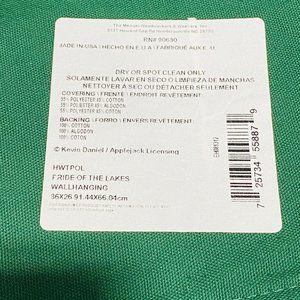 The Manual Woodworkers & Weavers, Inc.
RN# 90690
MADE IN USA / HECHO EN E.U.A / FABRIQUÉ AUX É.-U.
DRY OR SPOT CLEAN ONLY
SOLAMENTE LAVAR EN SECO O LIMPIEZA DE MANCHAS
NETTOYER A SEC OU DÉTACHER SEULEMENT
COVERING / FRENTE / ENDROIT REVÊTEMENT:
55% POLYESTER 45% COTTON
55% POLIESTER 45% ALGODON
55% POLYESTER 45% COTON
BACKING / FORRO / ENVERS REVÊTEMENT:
100% COTTON
100% ALGODON
100% COTON
© Kevin Daniel / Applejack Licensing
HWTPOL
PRIDE OF THE LAKES
WALLHANGING
36X26 91.44X66.04cm
7 25734 55887 9